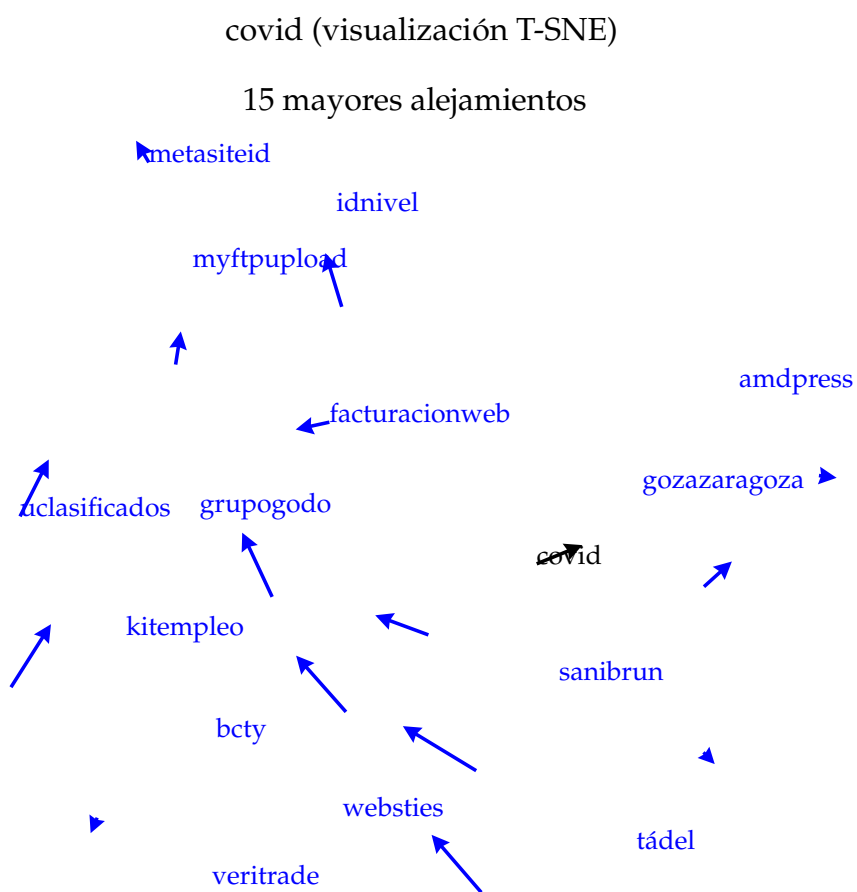 covid (visualización T-SNE)
15 mayores alejamientos
metasiteid
idnivel
myftpupload
amdpress
facturacionweb
gozazaragoza
uclasificados
grupogodo
covid
kitempleo
sanibrun
bcty
websties
tádel
veritrade